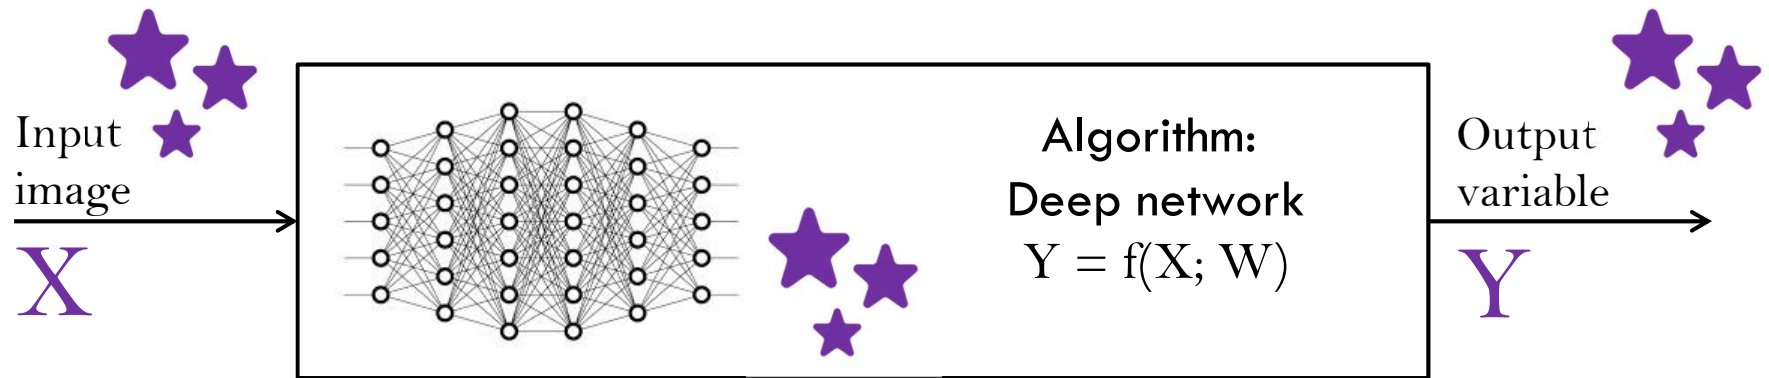 Input
image
X
Algorithm:
Deep network
Y = f(X; W)
Output
variable
Y